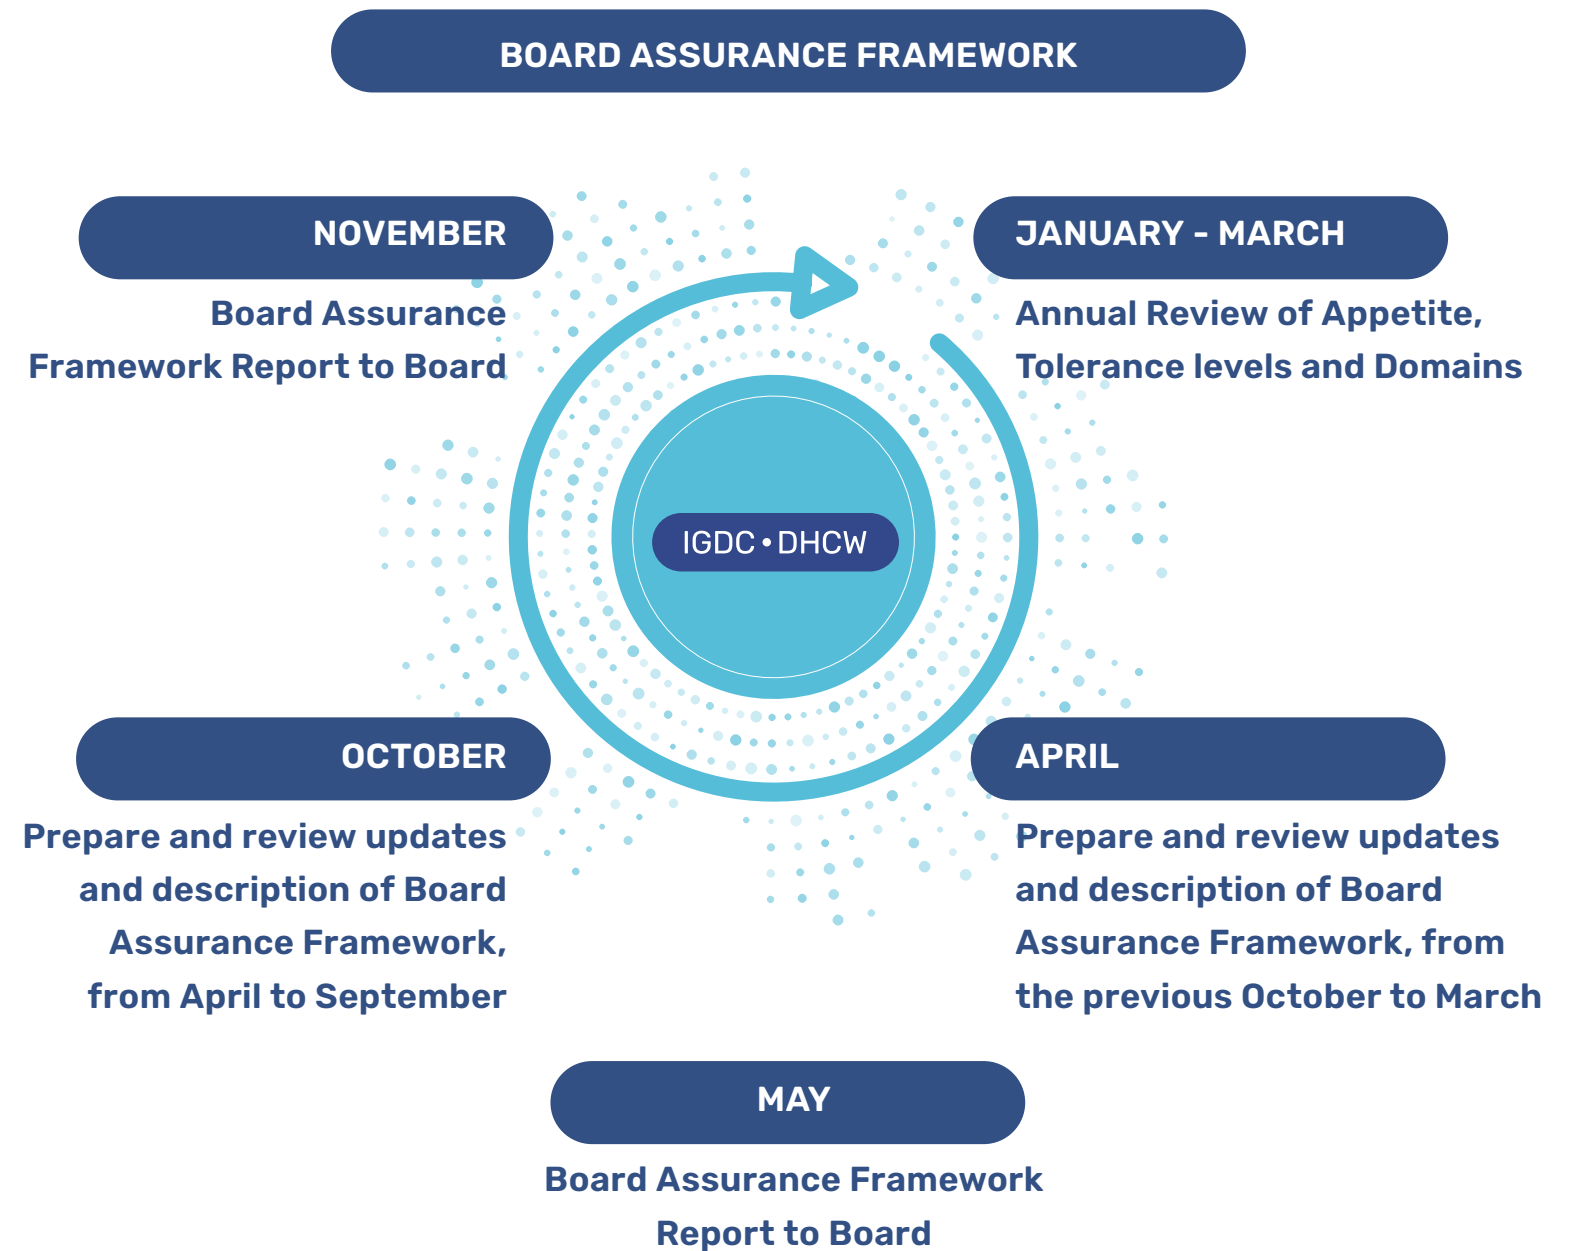 BOARD ASSURANCE FRAMEWORK
NOVEMBER
Board Assurance
Framework Report to Board
JANUARY - MARCH
Annual Review of Appetite,
Tolerance levels and Domains
IGDC • DHCW
OCTOBER
Prepare and review updates
and description of Board
Assurance Framework,
from April to September
APRIL
Prepare and review updates
and description of Board
Assurance Framework, from
the previous October to March
MAY
Board Assurance Framework
Report to Board